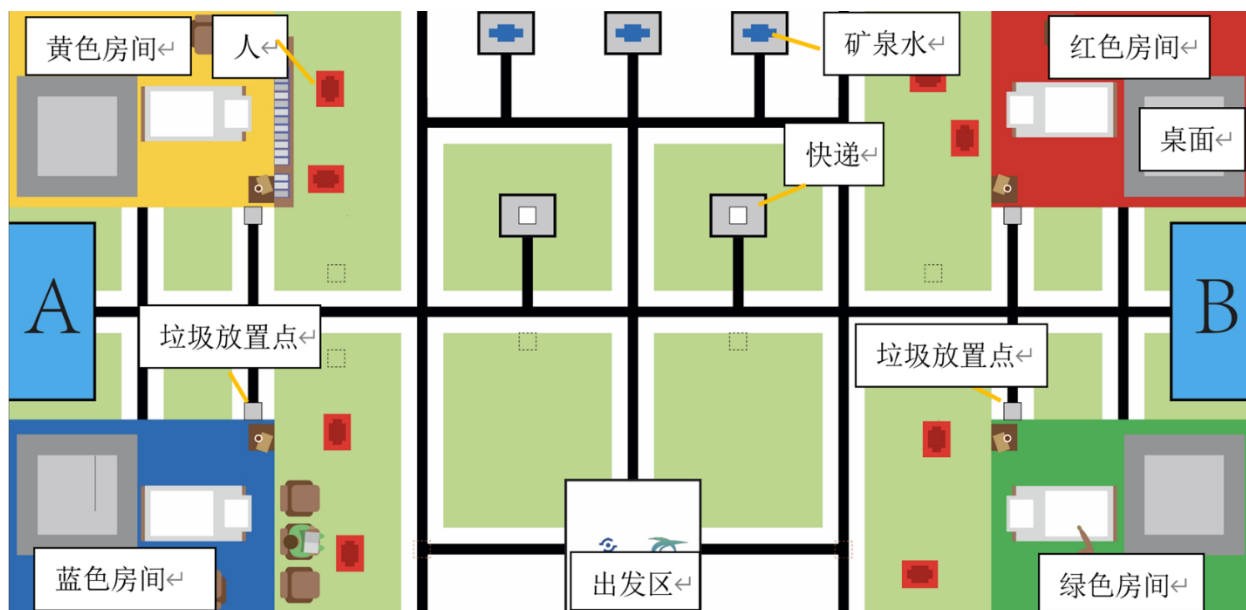 黄色房间↵
人↵
矿泉水↵
红色房间↵
快递↵
桌面↵
A
B
垃圾放置点↵
垃圾放置点↵
蓝色房间↵
出发区↵
绿色房间↵